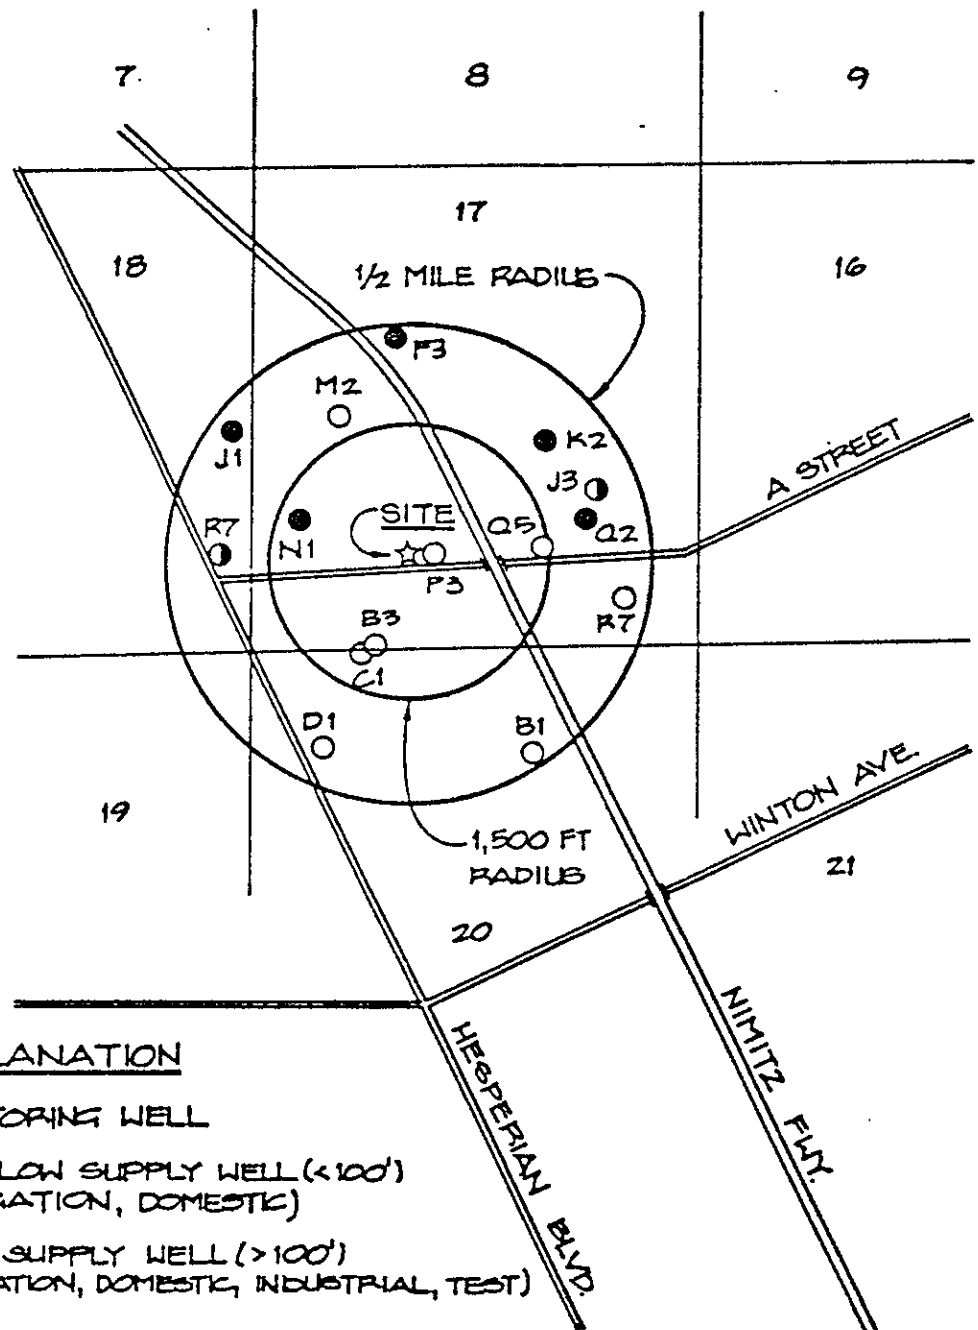 7.
8
9
17
18
16
1/2 MILE RADIUS
F3
M2
J1
K2
A STREET
J3
SITE
R7
N1
Q5
Q2
P3
R7
B3
C1
D1
B1
WINTON AVE.
19
1,500 FT
RADIUS
21
20
NIMITZ FWY.
HESPERIAN BLVD.
LANATION
TORING WELL
LOW SUPPLY WELL (<100')
GATION, DOMESTIC)
SUPPLY WELL (>100')
ATION, DOMESTIC, INDUSTRIAL, TEST)